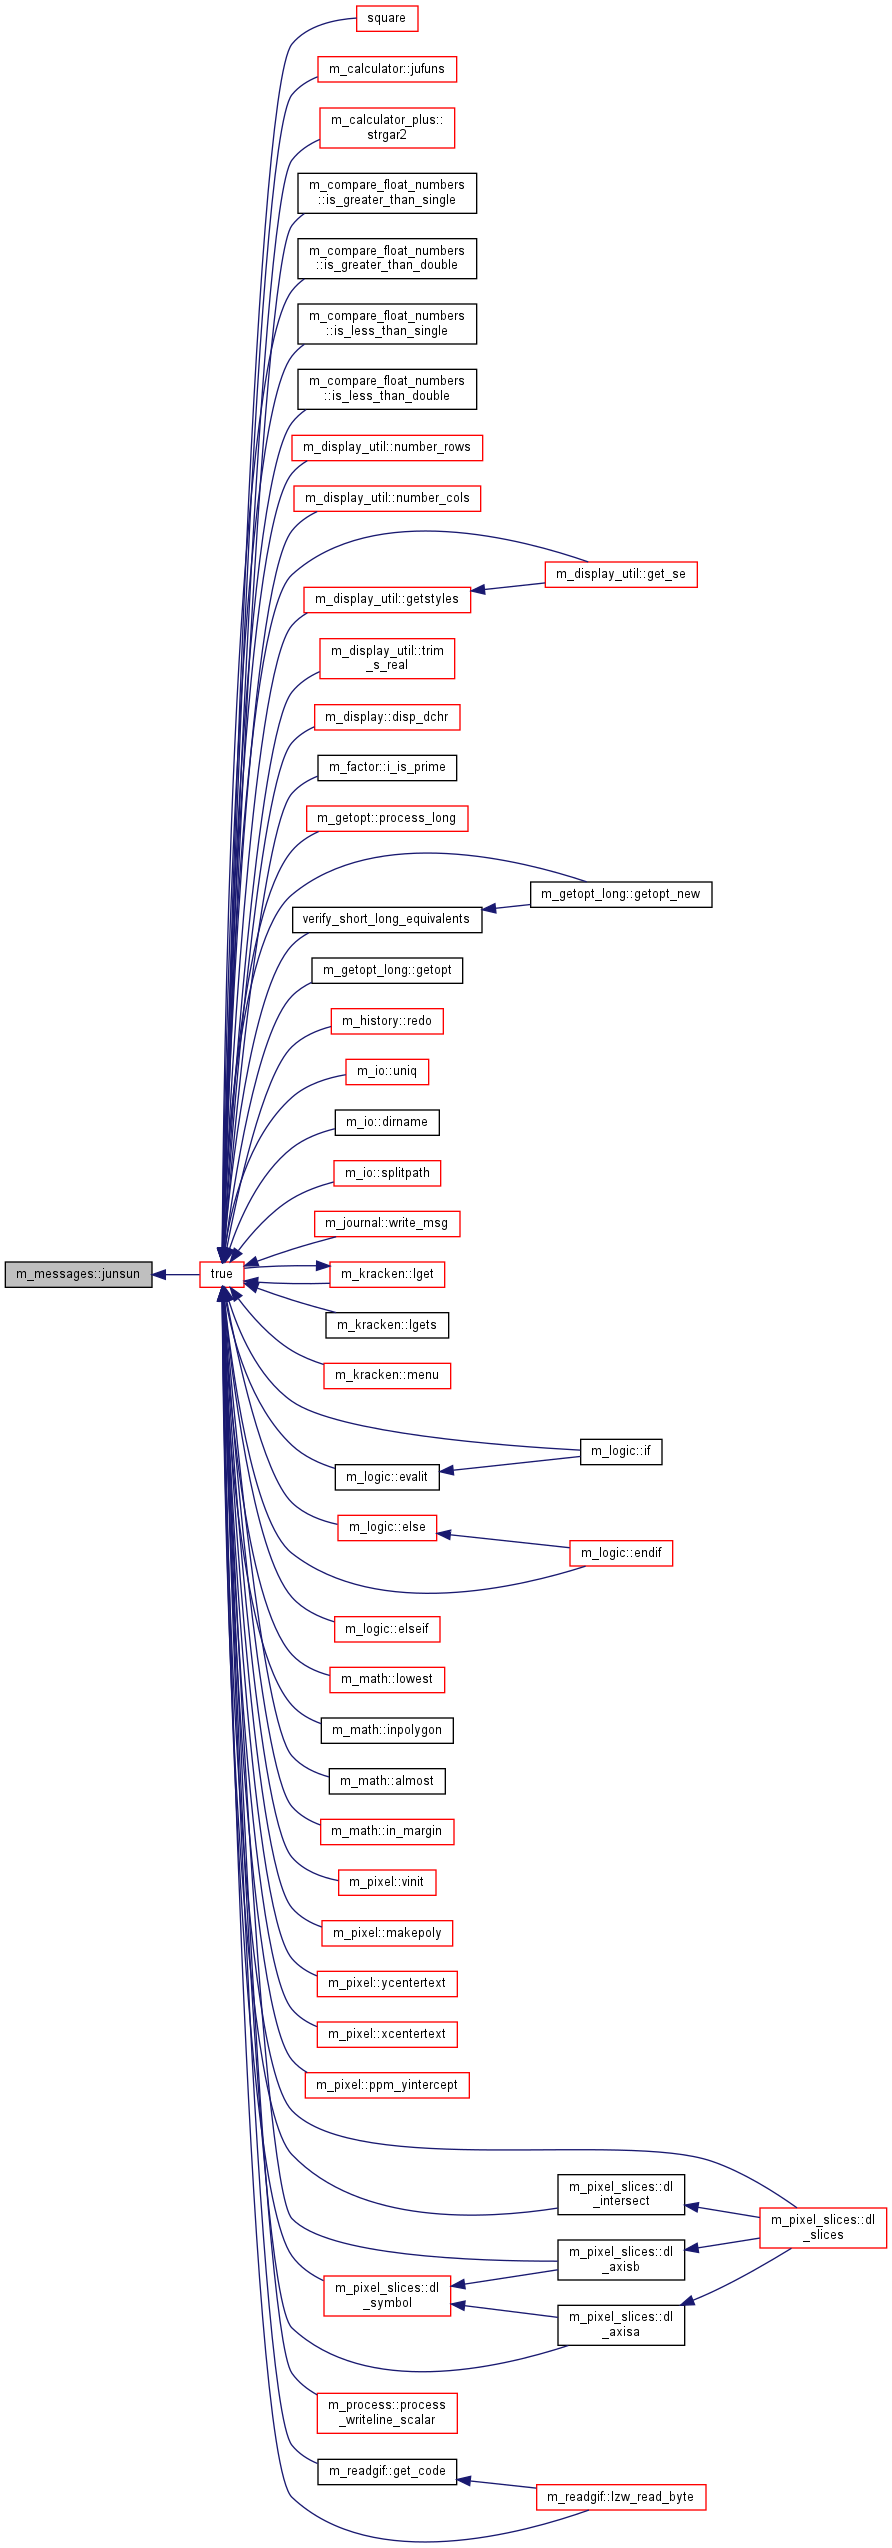 square
m_calculator::jufuns
m_calculator_plus::
strgar2
m_compare_float_numbers
::is_greater_than_single
m_compare_float_numbers
::is_greater_than_double
m_compare_float_numbers
::is_less_than_single
m_compare_float_numbers
::is_less_than_double
m_display_util::number_rows
m_display_util::number_cols
m_display_util::get_se
m_display_util::getstyles
m_display_util::trim
_s_real
m_display::disp_dchr
m_factor::i_is_prime
m_getopt::process_long
m_getopt_long::getopt_new
verify_short_long_equivalents
m_getopt_long::getopt
m_history::redo
m_io::uniq
m_io::dirname
m_io::splitpath
m_journal::write_msg
m_messages::junsun
true
m_kracken::lget
m_kracken::lgets
m_kracken::menu
m_logic::if
m_logic::evalit
m_logic::else
m_logic::endif
m_logic::elseif
m_math::lowest
m_math::inpolygon
m_math::almost
m_math::in_margin
m_pixel::vinit
m_pixel::makepoly
m_pixel::ycentertext
m_pixel::xcentertext
m_pixel::ppm_yintercept
m_pixel_slices::dl
_intersect
m_pixel_slices::dl
_slices
m_pixel_slices::dl
_axisb
m_pixel_slices::dl
_symbol
m_pixel_slices::dl
_axisa
m_process::process
_writeline_scalar
m_readgif::get_code
m_readgif::lzw_read_byte